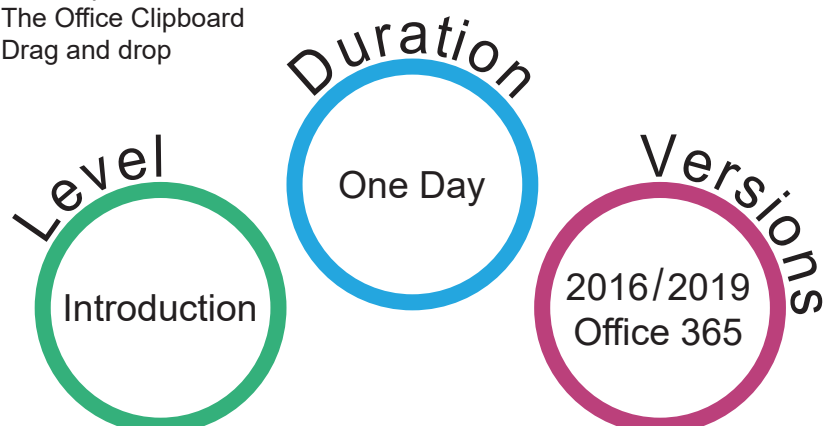 The Office Clipboard
Drag and drop
Duration
One Day
Level
Introduction
Versions
2016/2019
Office 365